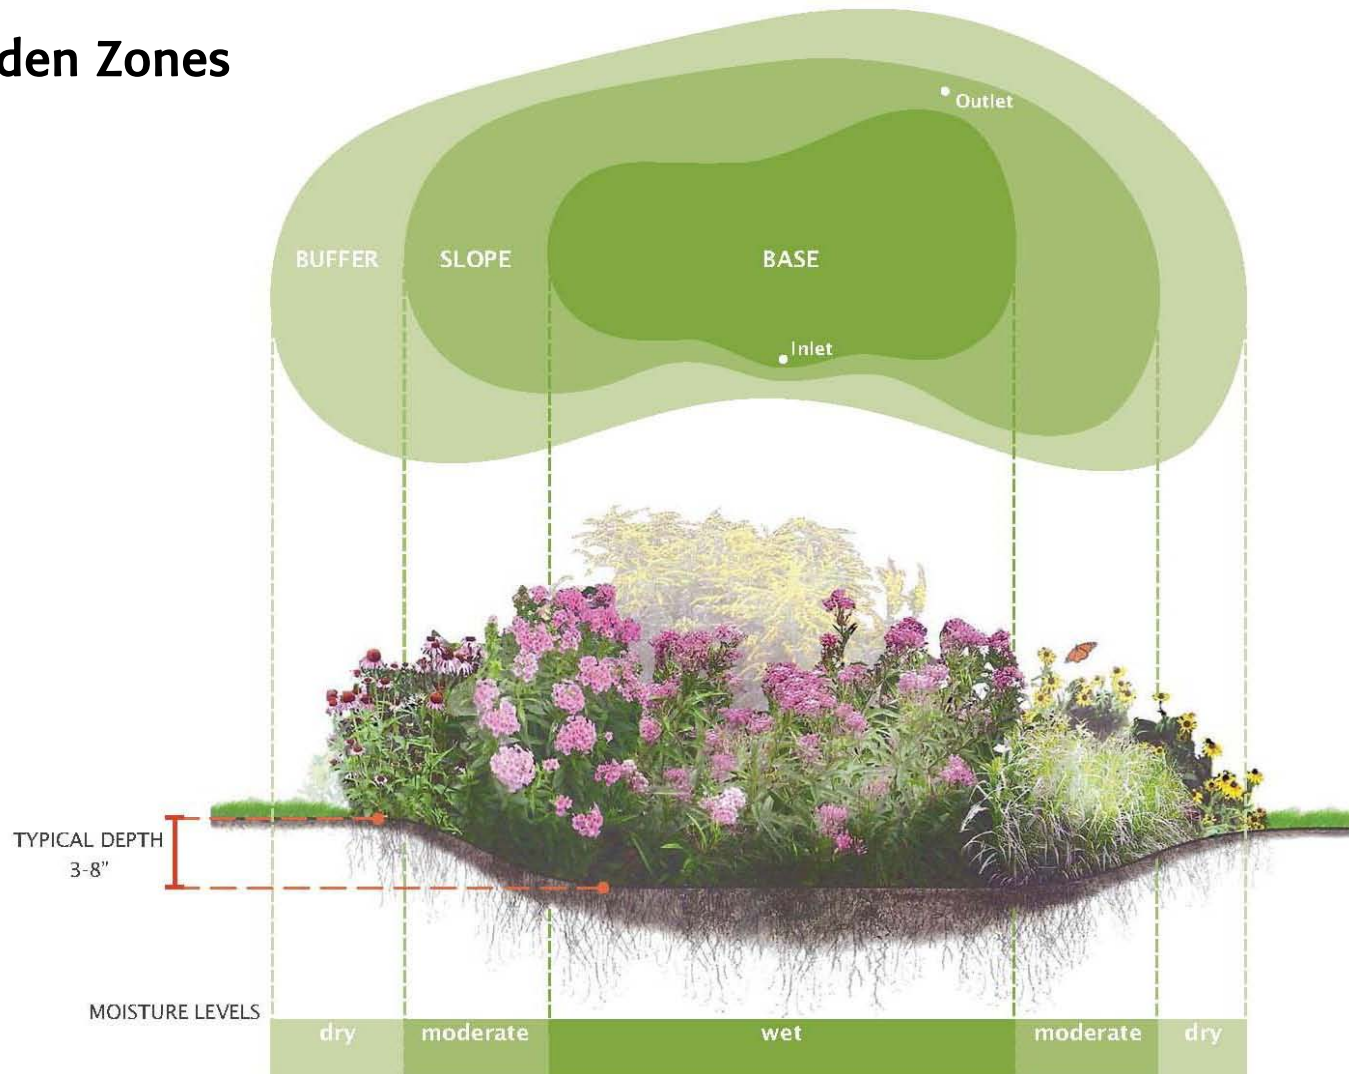 den Zones
Outlet
BUFFER SLOPE BASE
Inlet
TYPICAL DEPTH
3-8”
MOISTURE LEVELS
dry moderate wet moderate dry